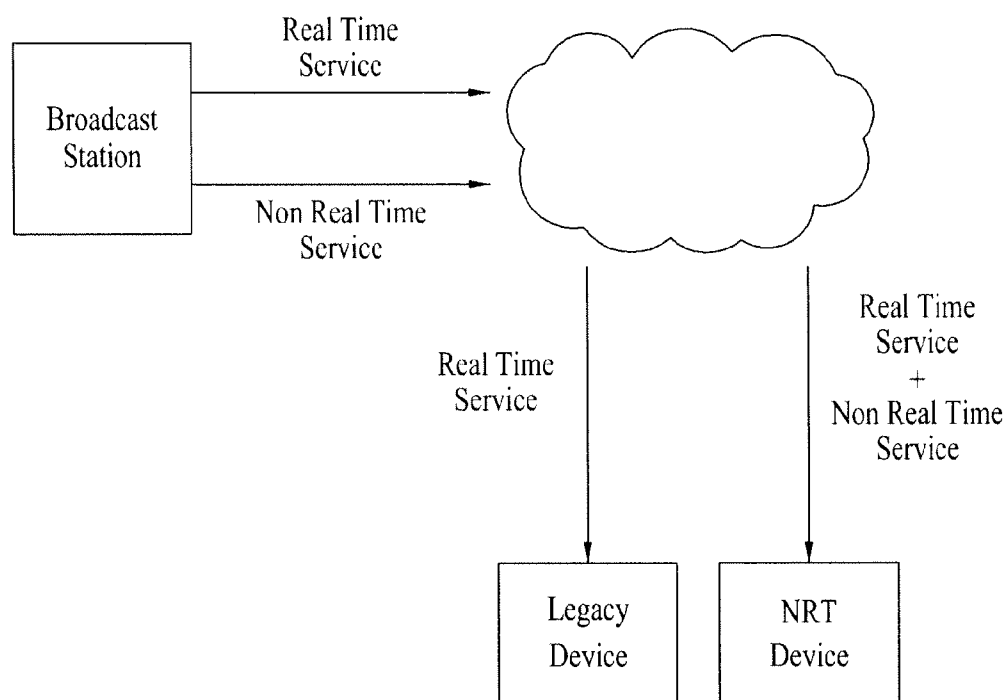 Real Time
Service
Broadcast
Station
Non Real Time
Service
Real Time
Service
Real Time
Service
+
Non Real Time
Service
Legacy
Device
NRT
Device